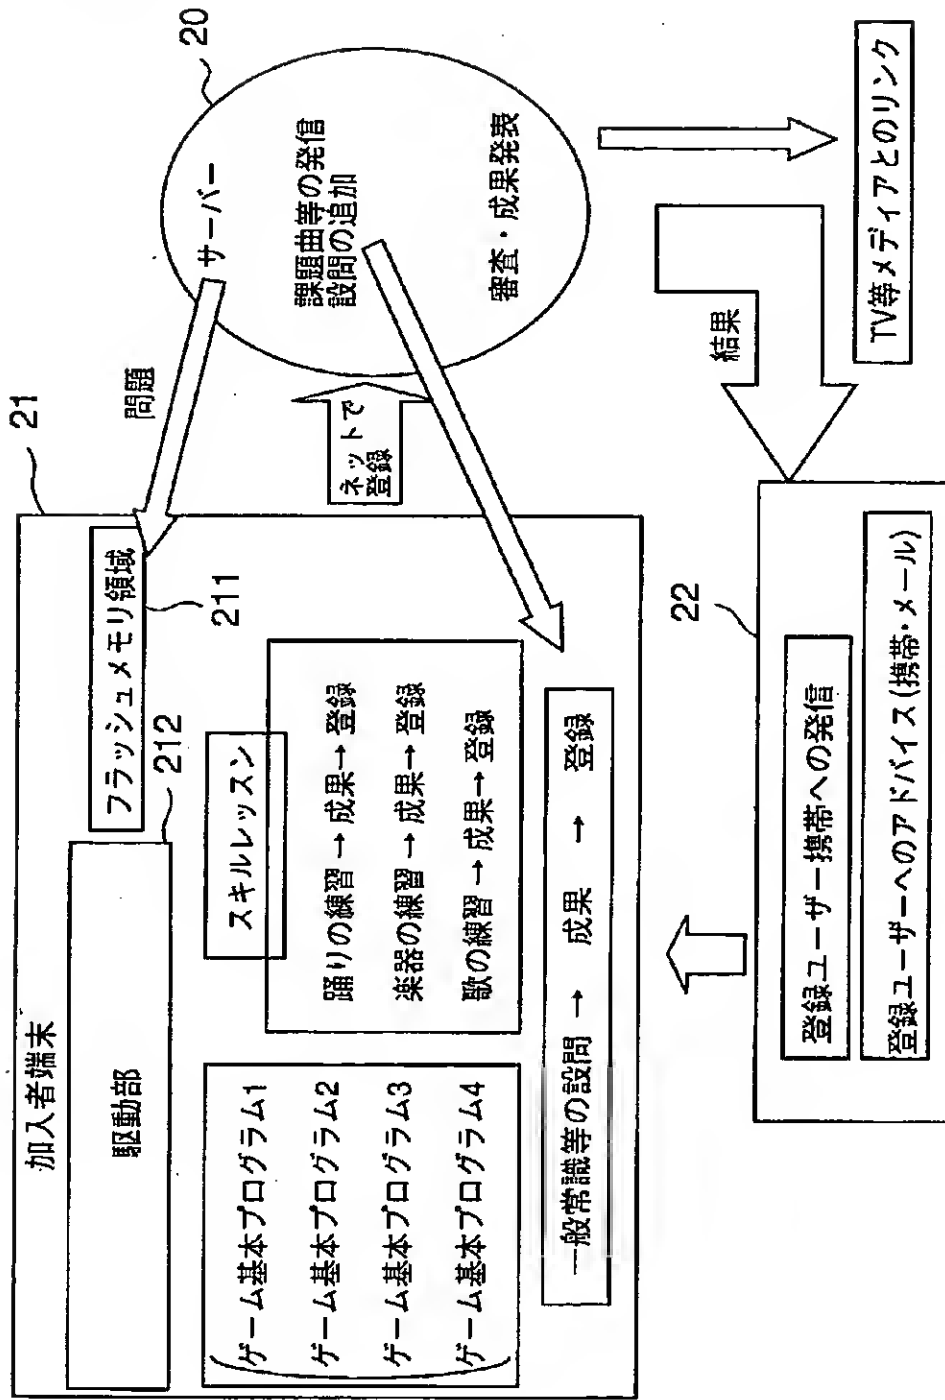 加入者端末
21
駆動部
フラッシュメモリ領域
211
212
ゲーム基本プログラム1
ゲーム基本プログラム2
ゲーム基本プログラム3
ゲーム基本プログラム4
スキルレッスン
踊りの練習→成果→登録
楽器の練習→成果→登録
歌の練習→成果→登録
一般常識等の設問 → 成果 → 登録
問題
ネットで
登録
20
サーバー
課題曲等の発信
設問の追加
審査・成果発表
結果
TV等メディアとのリンク
22
登録ユーザー携帯への発信
登録ユーザーへのアドバイス(携帯・メール)